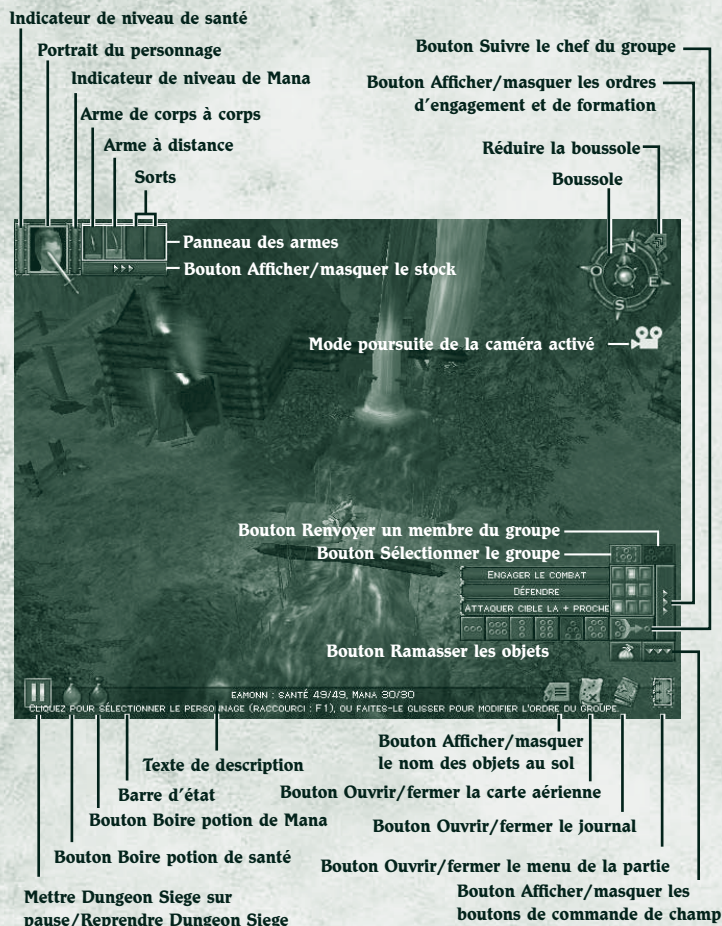 Indicateur de niveau de santé
Portrait du personnage
Indicateur de niveau de Mana
Arme de corps à corps
Arme à distance
Sorts
Bouton Suivre le chef du groupe
Bouton Afficher/masquer les ordres
d'engagement et de formation
Réduire la boussole
Boussole
Panneau des armes
Bouton Afficher/masquer le stock
N
O
E
S
Mode poursuite de la caméra activé
Bouton Renvoyer un membre du groupe
Bouton Sélectionner le groupe
ENGAGER LE COMBAT
DÉFENDRE
ATTAQUER CIBLE LA + PROCHE
Bouton Ramasser les objets
EAMONN : SANTÉ 49/49, MANA 30/30
CLIQUEZ POUR SÉLECTIONNER LE PERSONNAGE (RACCOURCI : F1), OU FAITES-LE GLISSER POUR MODIFIER L'ORDRE DU GROUPE.
Texte de description
Barre d'état
Bouton Boire potion de Mana
Bouton Boire potion de santé
Mettre Dungeon Siege sur
pause/Reprendre Dungeon Siege
Bouton Afficher/masquer
le nom des objets au sol
Bouton Ouvrir/fermer la carte aérienne
Bouton Ouvrir/fermer le journal
Bouton Ouvrir/fermer le menu de la partie
Bouton Afficher/masquer les
boutons de commande de champ